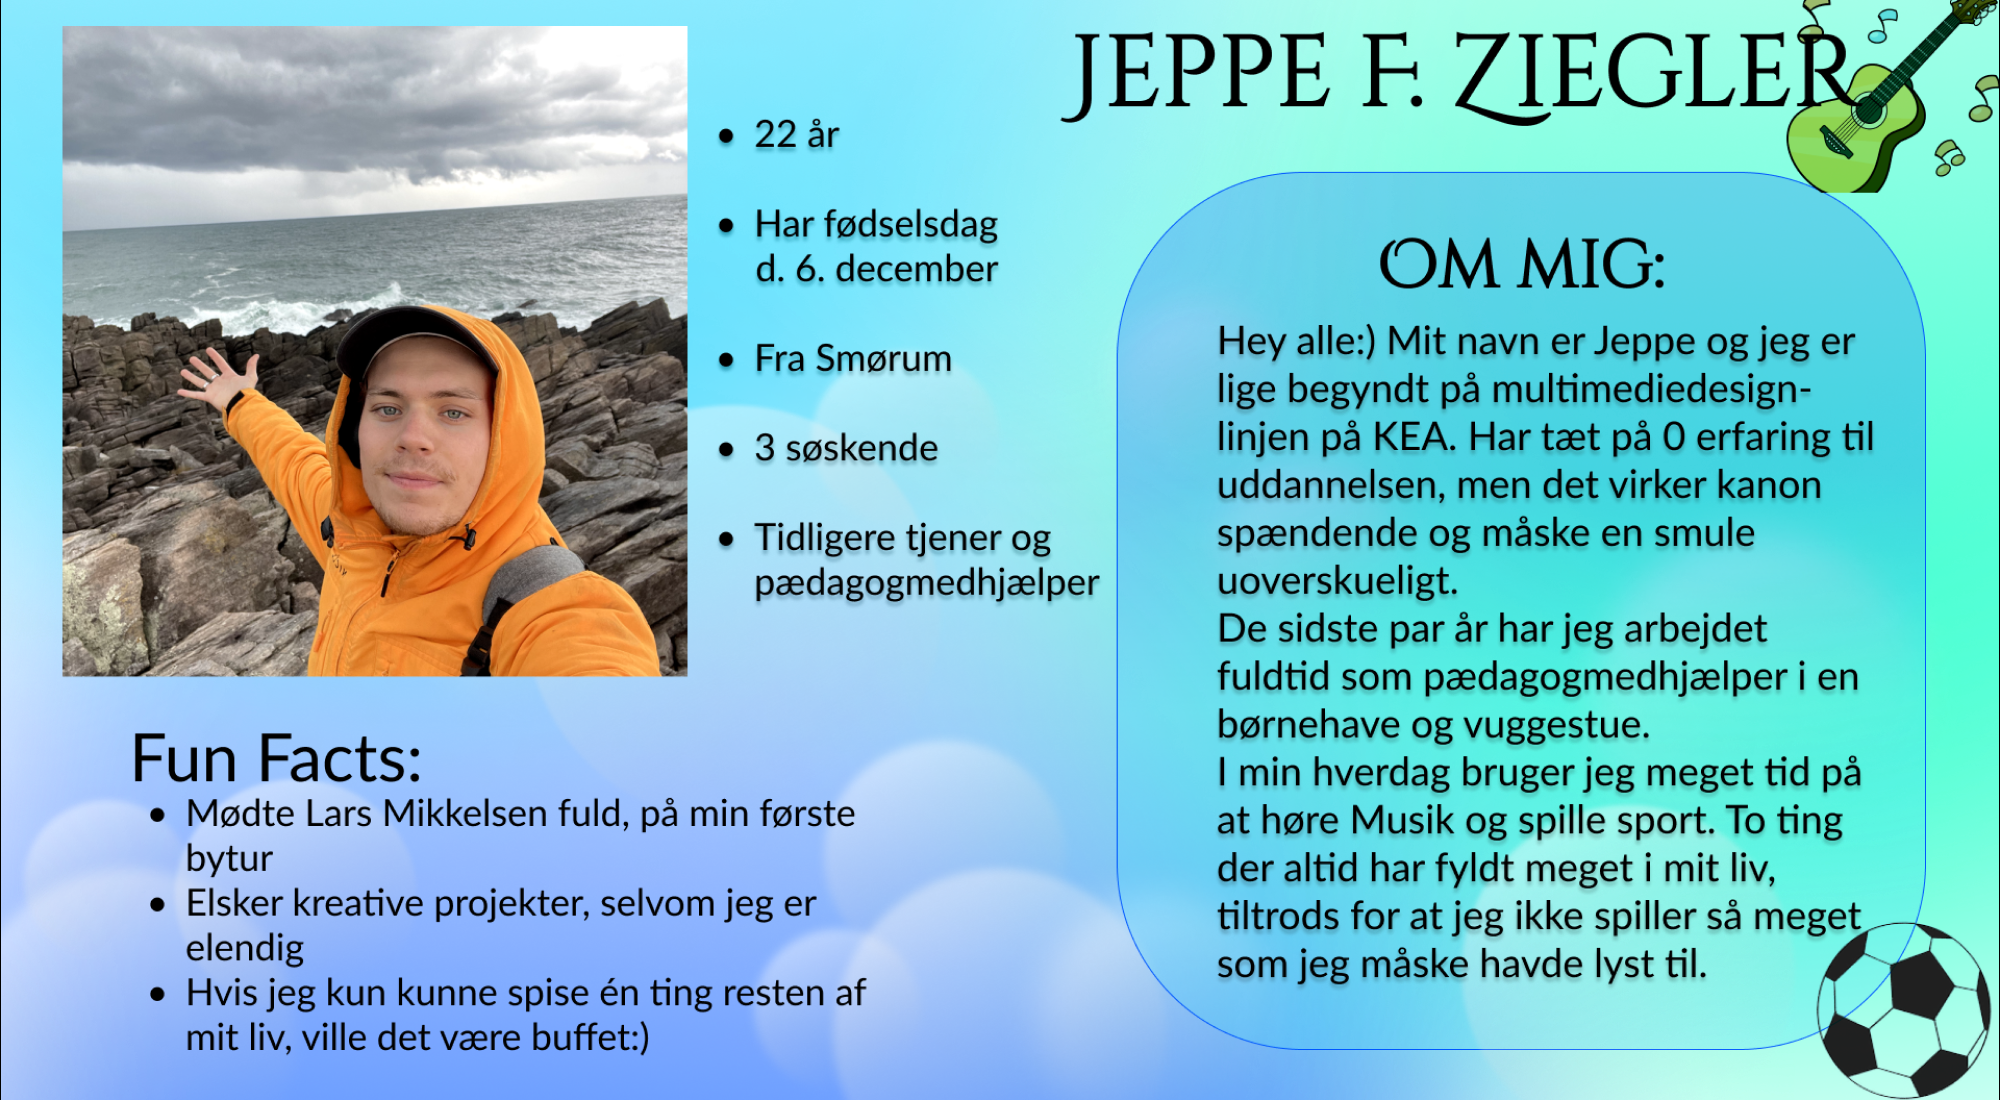 JEPPE F. ZIEGLER
• 22 år
• Har fødselsdag
d. 6. december
• Fra Smørum
• 3 søskende
• Tidligere tjener og
pædagogmedhjælper
Fun Facts:
• Mødte Lars Mikkelsen fuld, på min første
bytur
• Elsker kreative projekter, selvom jeg er
elendig
• Hvis jeg kun kunne spise én ting resten af
mit liv, ville det være buffet:)
OM MIG:
Hey alle:) Mit navn er Jeppe og jeg er
lige begyndt på multimediedesign-
linjen på KEA. Har tæt på 0 erfaring til
uddannelsen, men det virker kanon
spændende og måske en smule
uoverskueligt.
De sidste par år har jeg arbejdet
fuldtid som pædagogmedhjælper i en
børnehave og vuggestue.
I min hverdag bruger jeg meget tid på
at høre Musik og spille sport. To ting
der altid har fyldt meget i mit liv,
tiltrods for at jeg ikke spiller så meget
som jeg måske havde lyst til.